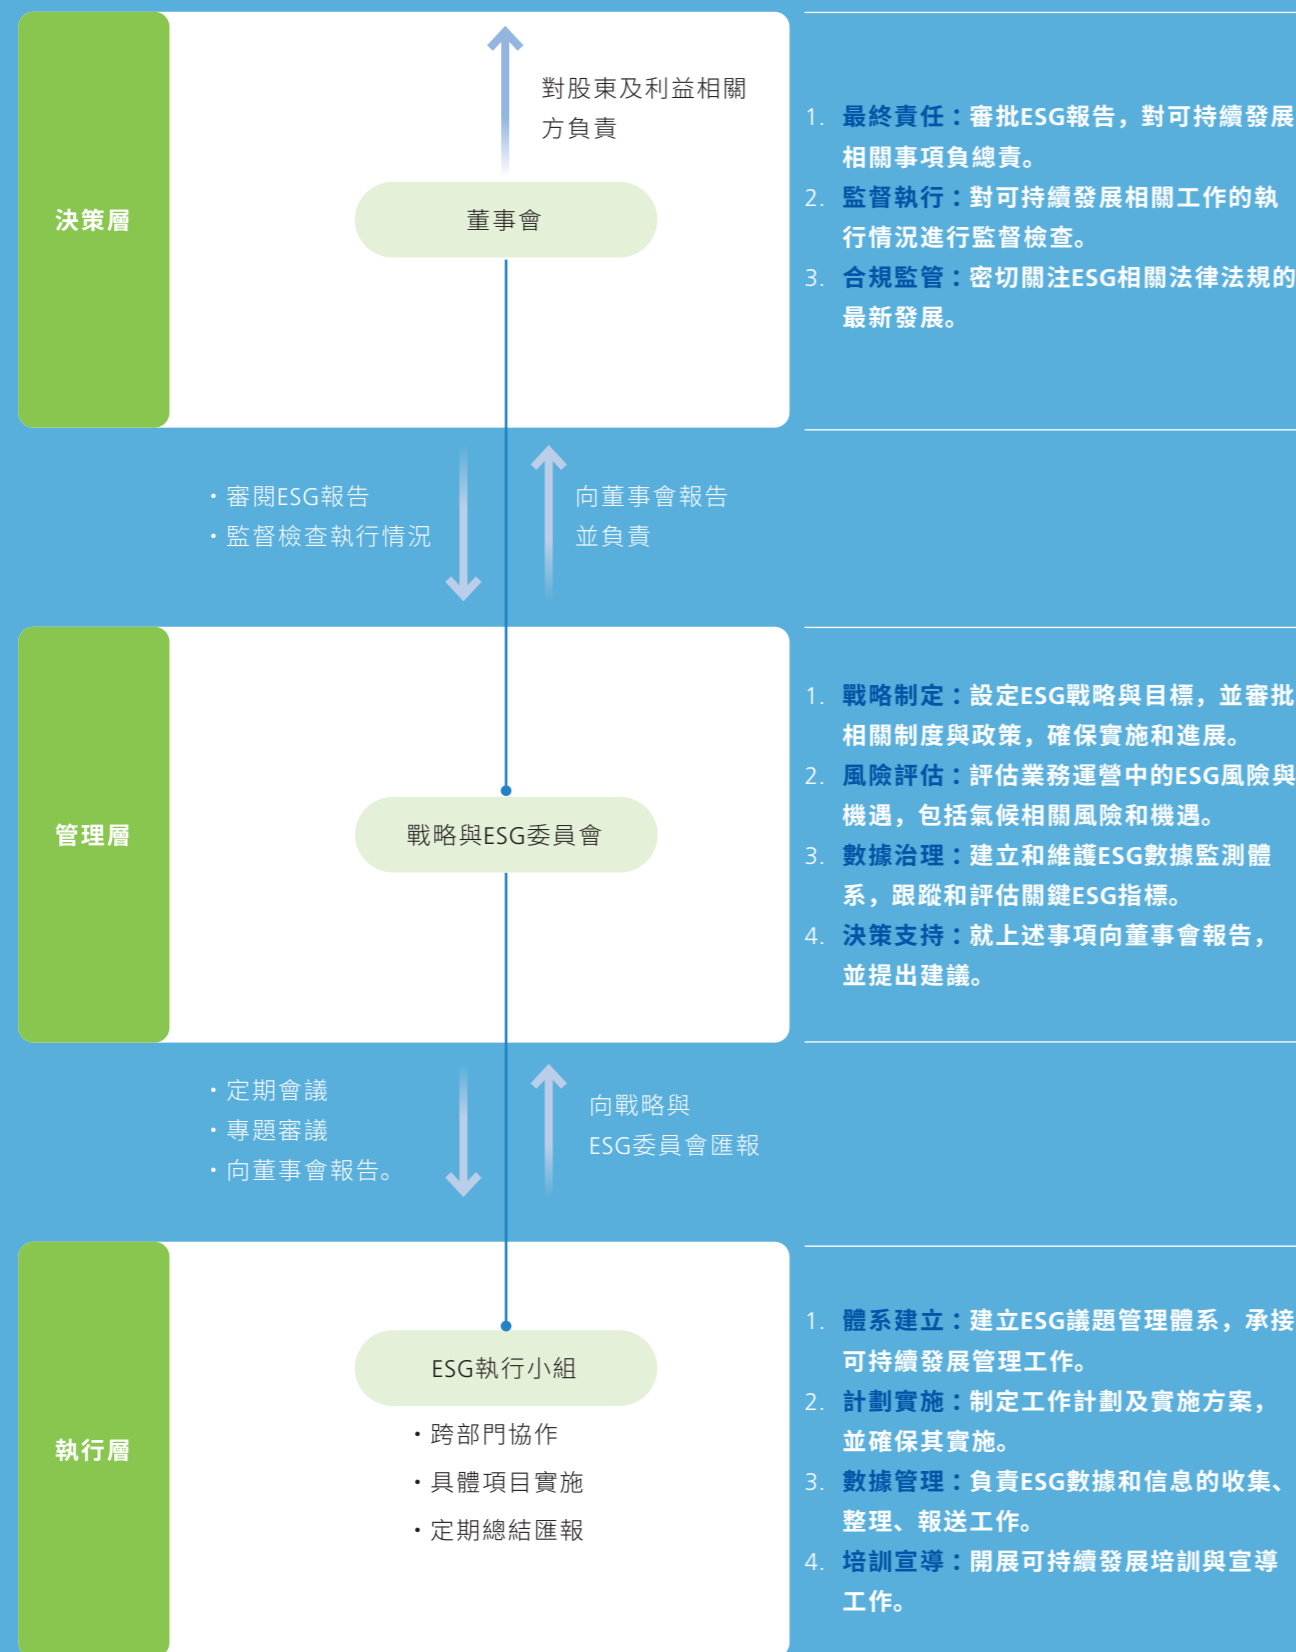 決策層
對股東及利益相關
方負責
董事會
1. 最終責任：審批ESG報告，對可持續發展
相關事項負總責。
2. 監督執行：對可持續發展相關工作的執
行情況進行監督檢查。
3. 合規監管：密切關注ESG相關法律法規的
最新發展。
・審閱ESG報告
・監督檢查執行情況
向董事會報告
並負責
管理層
戰略與ESG委員會
1. 戰略制定：設定ESG戰略與目標，並審批
相關制度與政策，確保實施和進展。
2. 風險評估：評估業務運營中的ESG風險與
機遇，包括氣候相關風險和機遇。
3. 數據治理：建立和維護ESG數據監測體
系，跟蹤和評估關鍵ESG指標。
4. 決策支持：就上述事項向董事會報告，
並提出建議。
・定期會議
・專題審議
・向董事會報告。
向戰略與
ESG委員會匯報
執行層
ESG執行小組
・跨部門協作
・具體項目實施
・定期總結匯報
1. 體系建立：建立ESG議題管理體系，承接
可持續發展管理工作。
2. 計劃實施：制定工作計劃及實施方案，
並確保其實施。
3. 數據管理：負責ESG數據和信息的收集、
整理、報送工作。
4. 培訓宣導：開展可持續發展培訓與宣導
工作。